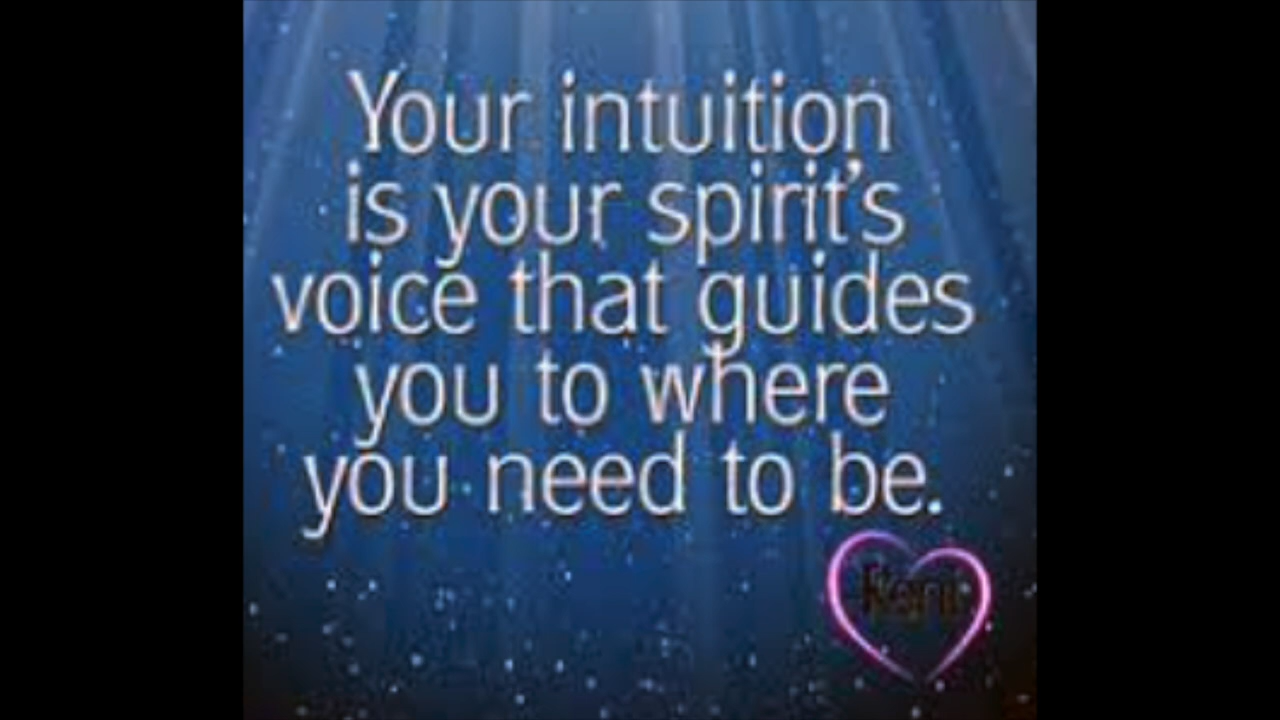 Your intuition
is your spirit's
voice that guides
you to where
you need to be.